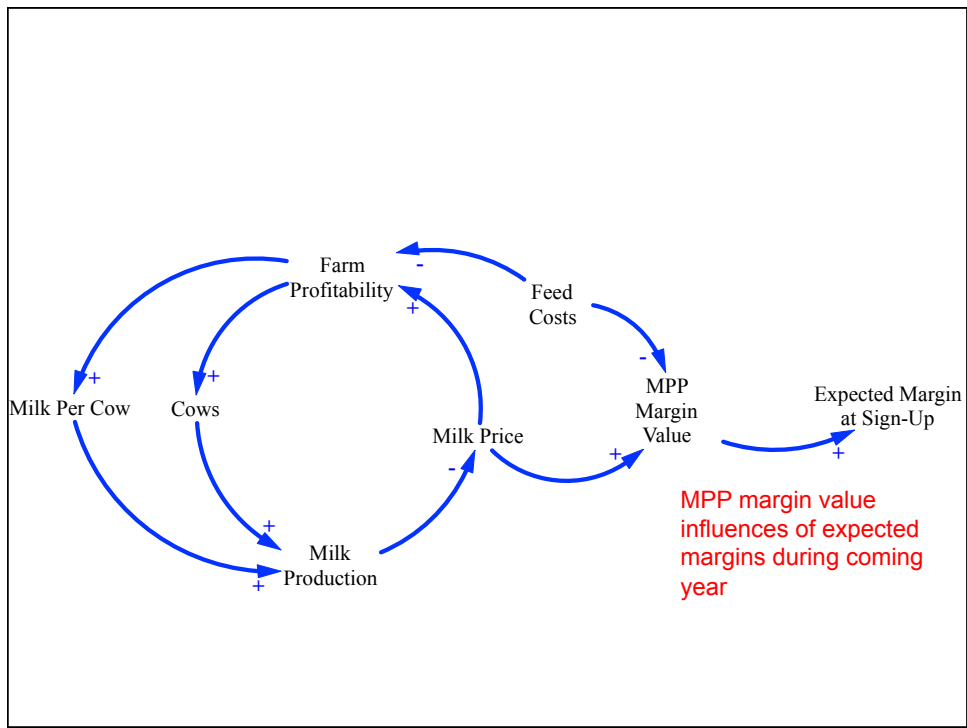 Farm
Profitability
-
+
Feed
Costs
-
+
+
Milk Per Cow
Cows
MPP
Margin
Value
Expected Margin
at Sign-Up
Milk Price
-
+
+
MPP margin value
influences of expected
margins during coming
year
+
+
Milk
Production